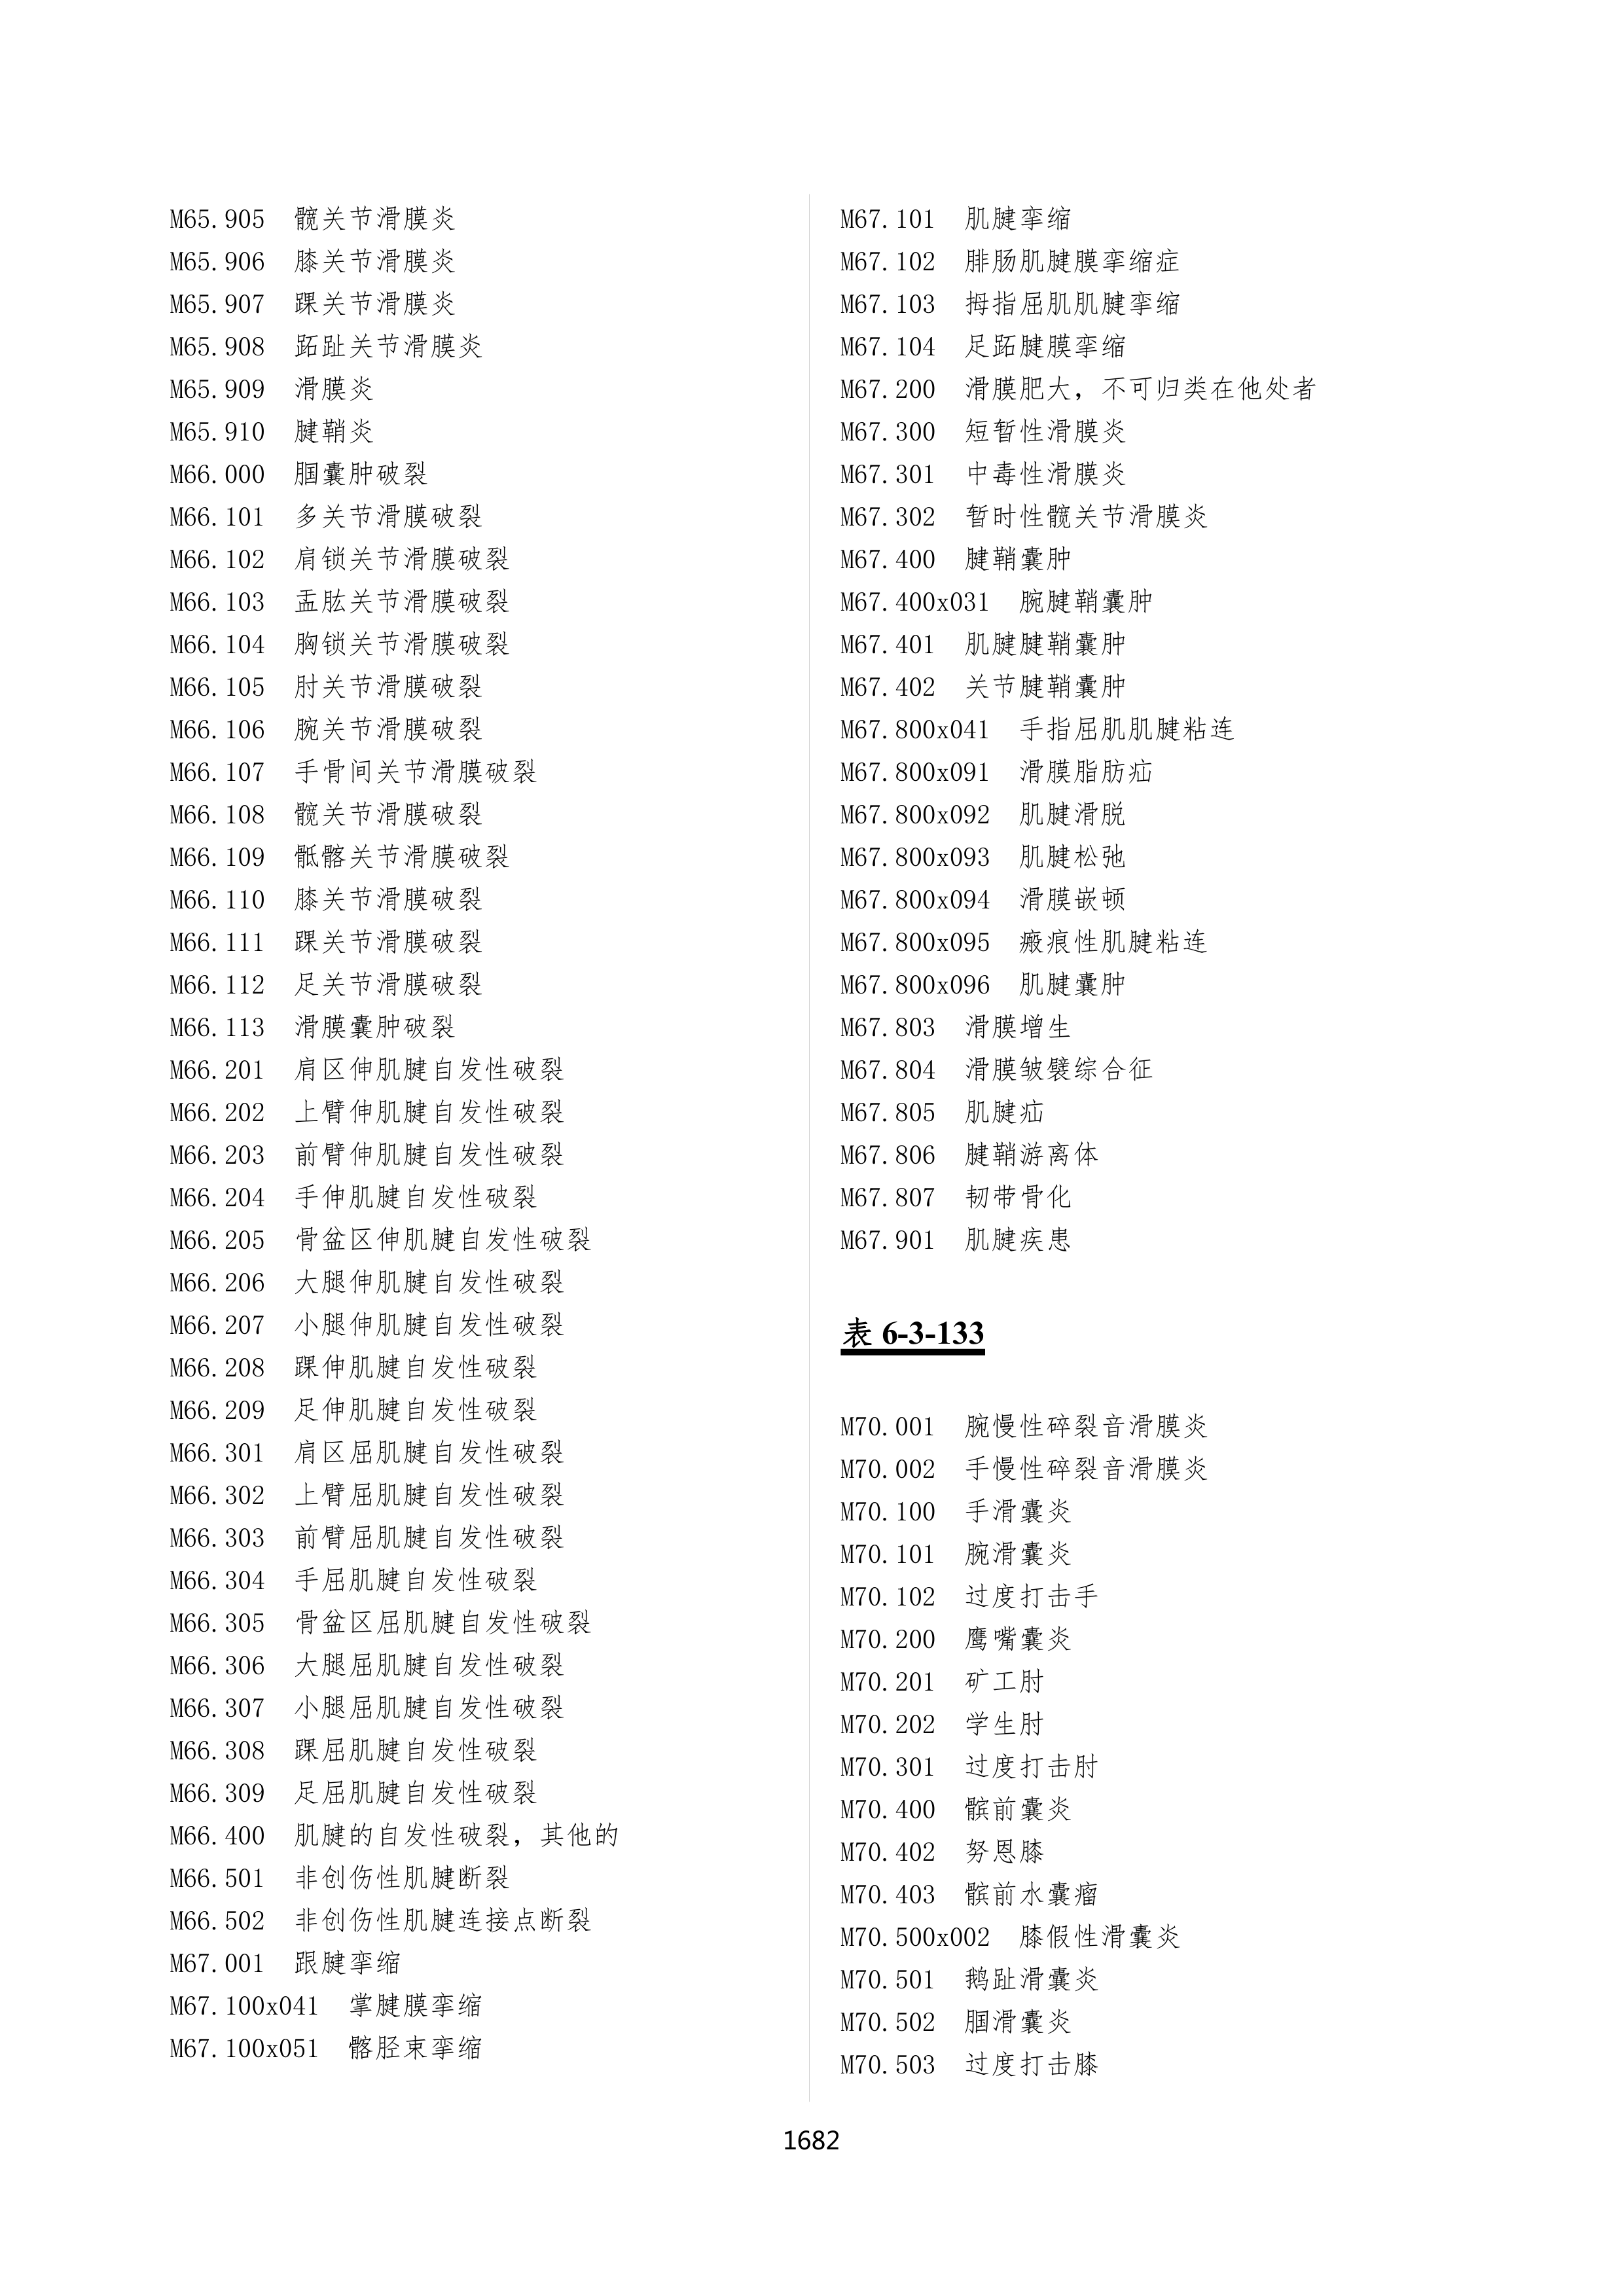 M65.905 髋关节滑膜炎
M65.906 膝关节滑膜炎
M65.907 踝关节滑膜炎
M65.908 跖趾关节滑膜炎
M65.909 滑膜炎
M65.910 腱鞘炎
M66.000 腘囊肿破裂
M66.101 多关节滑膜破裂
M66.102 肩锁关节滑膜破裂
M66.103 盂肱关节滑膜破裂
M66.104 胸锁关节滑膜破裂
M66.105 肘关节滑膜破裂
M66.106 腕关节滑膜破裂
M66.107 手骨间关节滑膜破裂
M66.108 髋关节滑膜破裂
M66.109 骶髂关节滑膜破裂
M66.110 膝关节滑膜破裂
M66.111 踝关节滑膜破裂
M66.112 足关节滑膜破裂
M66.113 滑膜囊肿破裂
M66.201 肩区伸肌腱自发性破裂
M66.202 上臂伸肌腱自发性破裂
M66.203 前臂伸肌腱自发性破裂
M66.204 手伸肌腱自发性破裂
M66.205 骨盆区伸肌腱自发性破裂
M66.206 大腿伸肌腱自发性破裂
M66.207 小腿伸肌腱自发性破裂
M66.208 踝伸肌腱自发性破裂
M66.209 足伸肌腱自发性破裂
M66.301 肩区屈肌腱自发性破裂
M66.302 上臂屈肌腱自发性破裂
M66.303 前臂屈肌腱自发性破裂
M66.304 手屈肌腱自发性破裂
M66.305 骨盆区屈肌腱自发性破裂
M66.306 大腿屈肌腱自发性破裂
M66.307 小腿屈肌腱自发性破裂
M66.308 踝屈肌腱自发性破裂
M66.309 足屈肌腱自发性破裂
M66.400 肌腱的自发性破裂，其他的
M66.501 非创伤性肌腱断裂
M66.502 非创伤性肌腱连接点断裂
M67.001 跟腱挛缩
M67.100x041 掌腱膜挛缩
M67.100x051 髂胫束挛缩
M67.101 肌腱挛缩
M67.102 腓肠肌腱膜挛缩症
M67.103 拇指屈肌肌腱挛缩
M67.104 足跖腱膜挛缩
M67.200 滑膜肥大，不可归类在他处者
M67.300 短暂性滑膜炎
M67.301 中毒性滑膜炎
M67.302 暂时性髋关节滑膜炎
M67.400 腱鞘囊肿
M67.400x031 腕腱鞘囊肿
M67.401 肌腱腱鞘囊肿
M67.402 关节腱鞘囊肿
M67.800x041 手指屈肌肌腱粘连
M67.800x091 滑膜脂肪疝
M67.800x092 肌腱滑脱
M67.800x093 肌腱松弛
M67.800x094 滑膜嵌顿
M67.800x095 瘢痕性肌腱粘连
M67.800x096 肌腱囊肿
M67.803 滑膜增生
M67.804 滑膜皱襞综合征
M67.805 肌腱疝
M67.806 腱鞘游离体
M67.807 韧带骨化
M67.901 肌腱疾患
表 6-3-133
M70.001 腕慢性碎裂音滑膜炎
M70.002 手慢性碎裂音滑膜炎
M70.100 手滑囊炎
M70.101 腕滑囊炎
M70.102 过度打击手
M70.200 鹰嘴囊炎
M70.201 矿工肘
M70.202 学生肘
M70.301 过度打击肘
M70.400 髌前囊炎
M70.402 努恩膝
M70.403 髌前水囊瘤
M70.500x002 膝假性滑囊炎
M70.501 鹅趾滑囊炎
M70.502 腘滑囊炎
M70.503 过度打击膝
1682